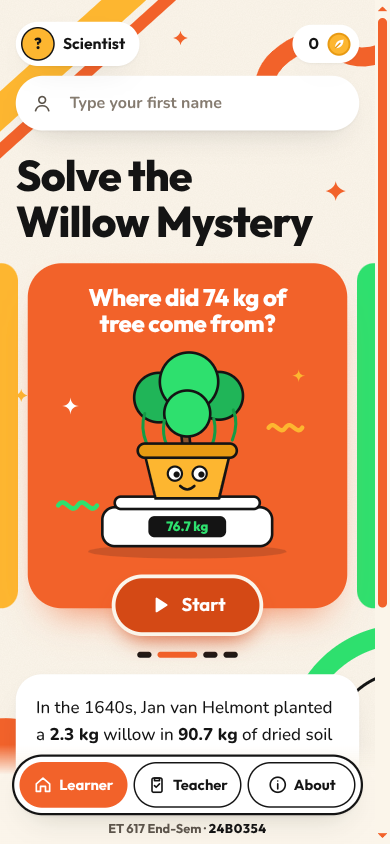 ? Scientist
0
Type your first name
Solve the
Willow Mystery
Where did 74 kg of
tree come from?
76.7 kg
Start
In the 1640s, Jan van Helmont planted
a 2.3 kg willow in 90.7 kg of dried soil
Learner
Teacher
About
ET 617 End-Sem · 24B0354